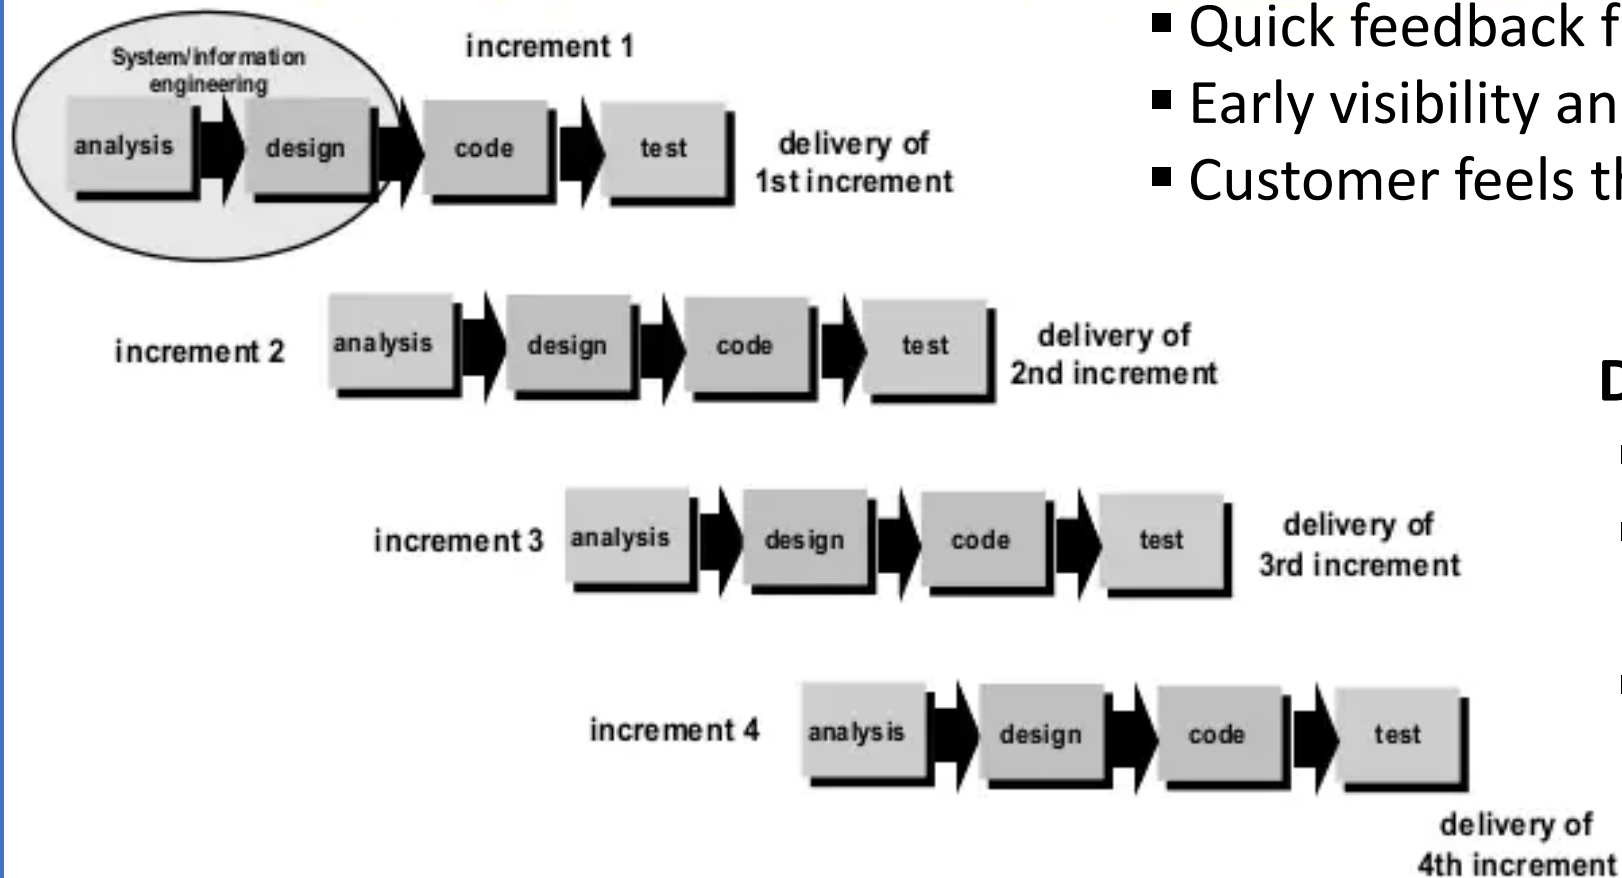 System/information
engineering
increment 1
analysis
design
code
test
delivery of
1st increment
increment 2
analysis
design
code
test
delivery of
2nd increment
increment 3
analysis
design
code
test
delivery of
3rd increment
increment 4
analysis
design
code
test
delivery of
4th increment
▪ Quick feedback
▪ Early visibility
▪ Customer feels